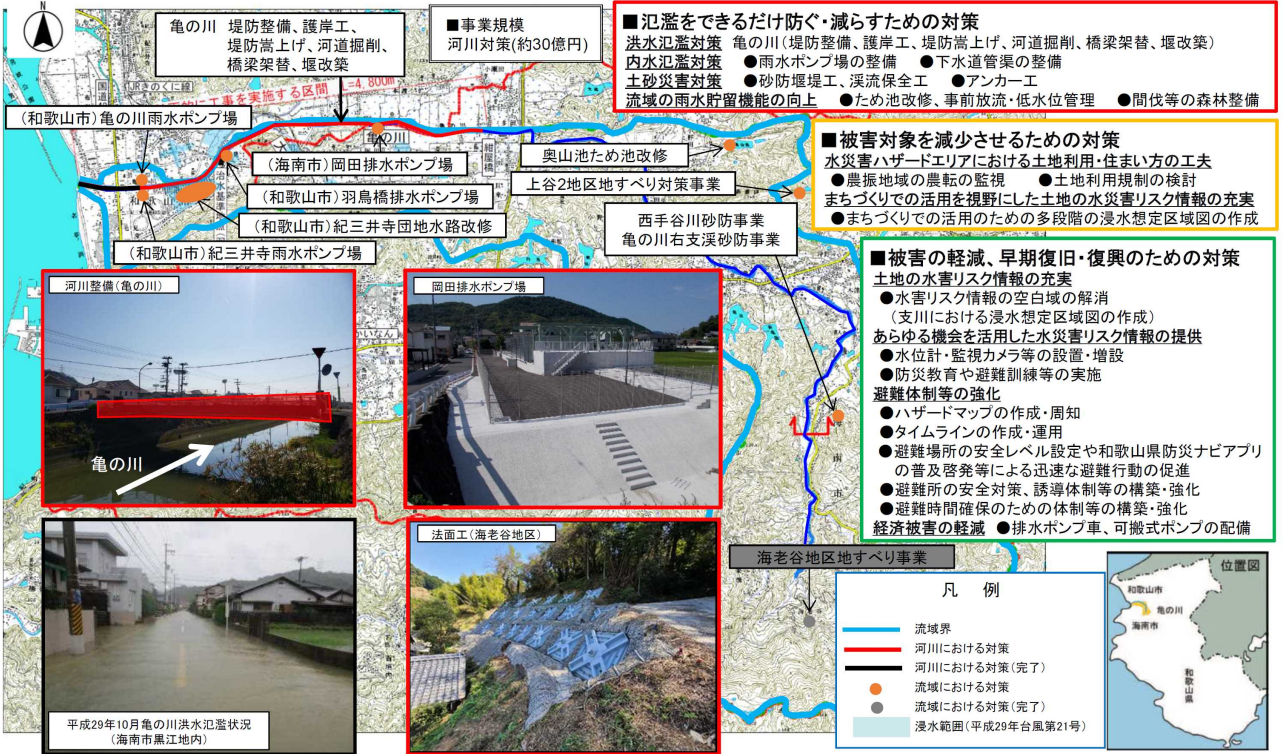 N
亀の川 堤防整備、護岸工、
堤防嵩上げ、河道掘削、
橋梁架替、堰改築
■事業規模
河川対策(約30億円)
■氾濫をできるだけ防ぐ・減らすための対策
洪水氾濫対策 亀の川(堤防整備、護岸工、堤防嵩上げ、河道掘削、橋梁架替、堰改築)
内水氾濫対策 ●雨水ポンプ場の整備 ●下水道管渠の整備
土砂災害対策 ●砂防堰堤工、渓流保全工 ●アンカー工
流域の雨水貯留機能の向上 ●ため池改修、事前放流・低水位管理 ●間伐等の森林整備
■被害対象を減少させるための対策
水災害ハザードエリアにおける土地利用・住まい方の工夫
●農振地域の農転の監視 ●土地利用規制の検討
まちづくりでの活用を視野にした土地の水災害リスク情報の充実
●まちづくりでの活用のための多段階の浸水想定区域図の作成
■被害の軽減、早期復旧・復興のための対策
土地の水害リスク情報の充実
●水害リスク情報の空白域の解消
(支川における浸水想定区域図の作成)
あらゆる機会を活用した水災害リスク情報の提供
●水位計・監視カメラ等の設置・増設
●防災教育や避難訓練等の実施
避難体制等の強化
●ハザードマップの作成・周知
●タイムラインの作成・運用
●避難場所の安全レベル設定や和歌山県防災ナビアプリ
の普及啓発等による迅速な避難行動の促進
●避難所の安全対策、誘導体制等の構築・強化
●避難時間確保のための体制等の構築・強化
経済被害の軽減 ●排水ポンプ車、可搬式ポンプの配備
JRきのくに線
に工事を実施する区間 L=4,800m
(和歌山市)亀の川雨水ポンプ場
亀の川
紺屋橋
(海南市)岡田排水ポンプ場
(和歌山市)羽鳥橋排水ポンプ場
(和歌山市)紀三井寺団地水路改修
(和歌山市)紀三井寺雨水ポンプ場
奥山池ため池改修
上谷2地区地すべり対策事業
西手谷川砂防事業
亀の川右支渓砂防事業
河川整備(亀の川)
亀の川
岡田排水ポンプ場
平成29年10月亀の川洪水氾濫状況
(海南市黒江地内)
法面工(海老谷地区)
海老谷地区地すべり事業
凡 例
流域界
河川における対策
河川における対策(完了)
流域における対策
流域における対策(完了)
浸水範囲(平成29年台風第21号)
位置図
和歌山市
亀の川
海南市
和歌山県